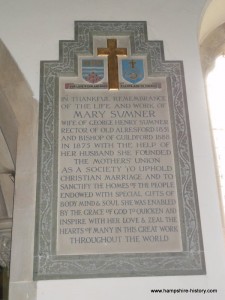 IN THANKFUL REMEMBRANCE
OF THE LIFE AND WORK OF
MARY SUMNER
WIFE OF GEORGE HENRY SUMNER
RECTOR OF OLD ALRESFORD 1851
AND BISHOP OF GUILDFORD 1888
IN 1875 WITH THE HELP OF
HER HUSBAND SHE FOUNDED
THE MOTHERS' UNION
AS A SOCIETY TO UPHOLD
CHRISTIAN MARRIAGE AND TO
SANCTIFY THE HOMES OF THE PEOPLE
ENDOWED WITH SPECIAL GIFTS OF
BODY MIND & SOUL SHE WAS ENABLED
BY THE GRACE OF GOD TO QUICKEN AND
INSPIRE WITH HER LOVE & ZEAL THE
HEARTS OF MANY IN THIS GREAT WORK
THROUGHOUT THE WORLD
www.hampshire-history.com